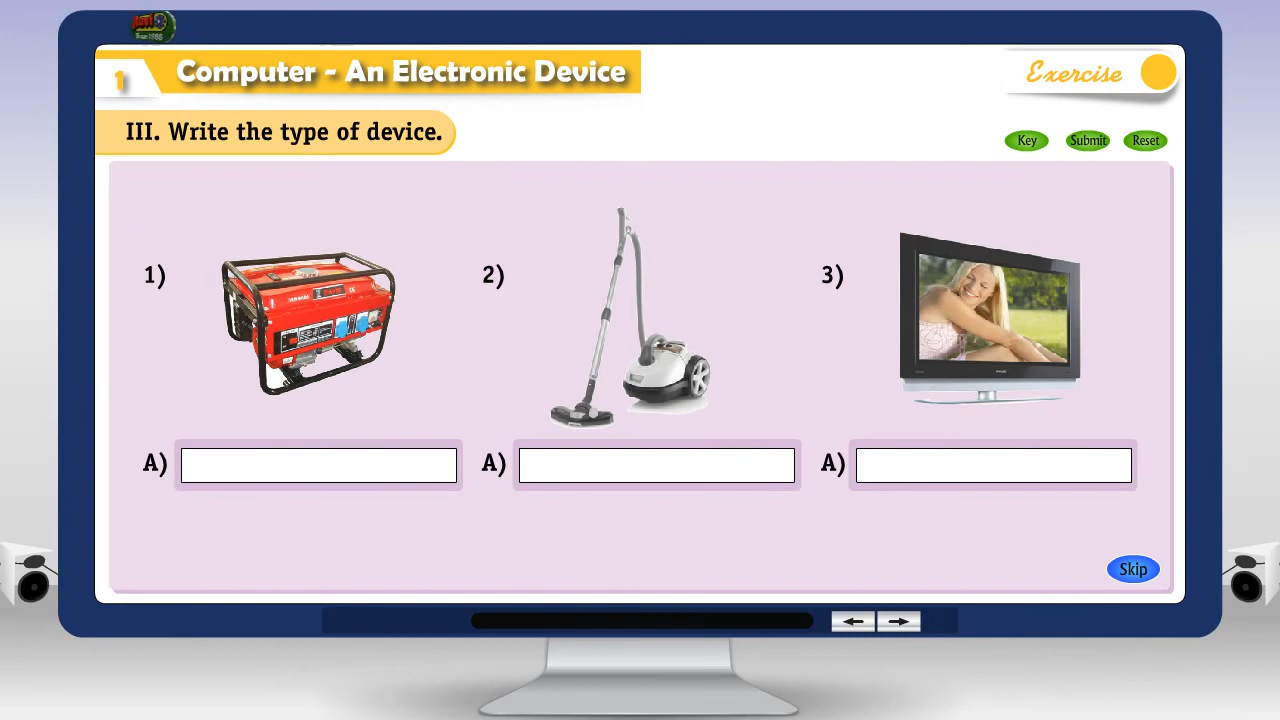 1
Computer - An Electronic Device
Exercise
III. Write the type of device.
Key
Submit
Reset
1)
2)
3)
A)
A)
A)
Skip